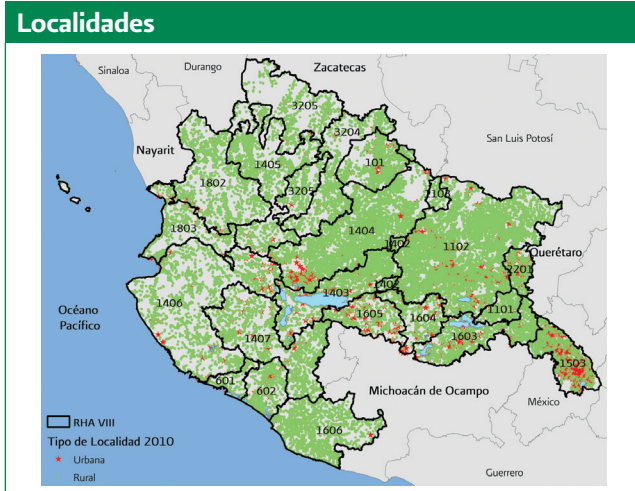 Localidades
Sinaloa
Durango
Zacatecas
San Luis Potosí
Nayarit
Querétaro
Océano
Pacífico
Michoacán de Ocampo
México
Guerrero
3205
3204
101
1405
1802
3205
1803
1404
1402
1102
2201
1406
1403
1402
1605
1604
1101
1603
1407
1503
601
602
1606
RHA VIII
Tipo de Localidad 2010
Urbana
Rural